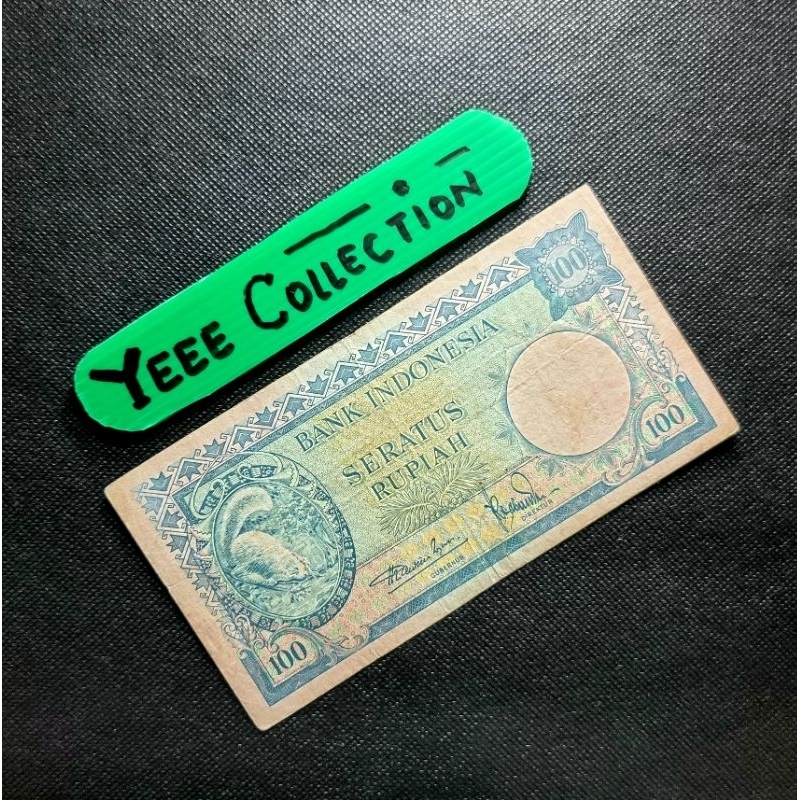 YEEE COLLECTION
100
BANK INDONESIA
SERATUS
RUPIAH
DIREKTUR
GUBERNUR
100
100